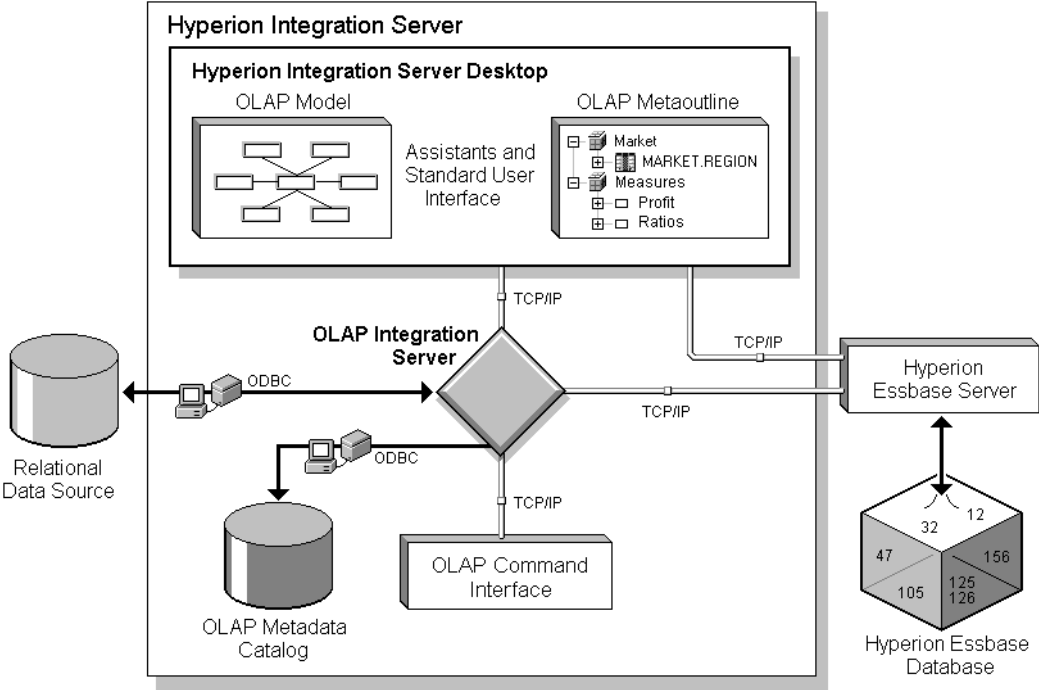 Hyperion Integration Server
Hyperion Integration Server Desktop
OLAP Model
OLAP Metaoutline
Assistants and
Standard User
Interface
Market
MARKET.REGION
Measures
Profit
Ratios
TCP/IP
TCP/IP
OLAP Integration
Server
ODBC
TCP/IP
Hyperion
Essbase Server
Relational
Data Source
ODBC
TCP/IP
OLAP Metadata
Catalog
OLAP Command
Interface
32
12
47
105
156
125
126
Hyperion Essbase
Database